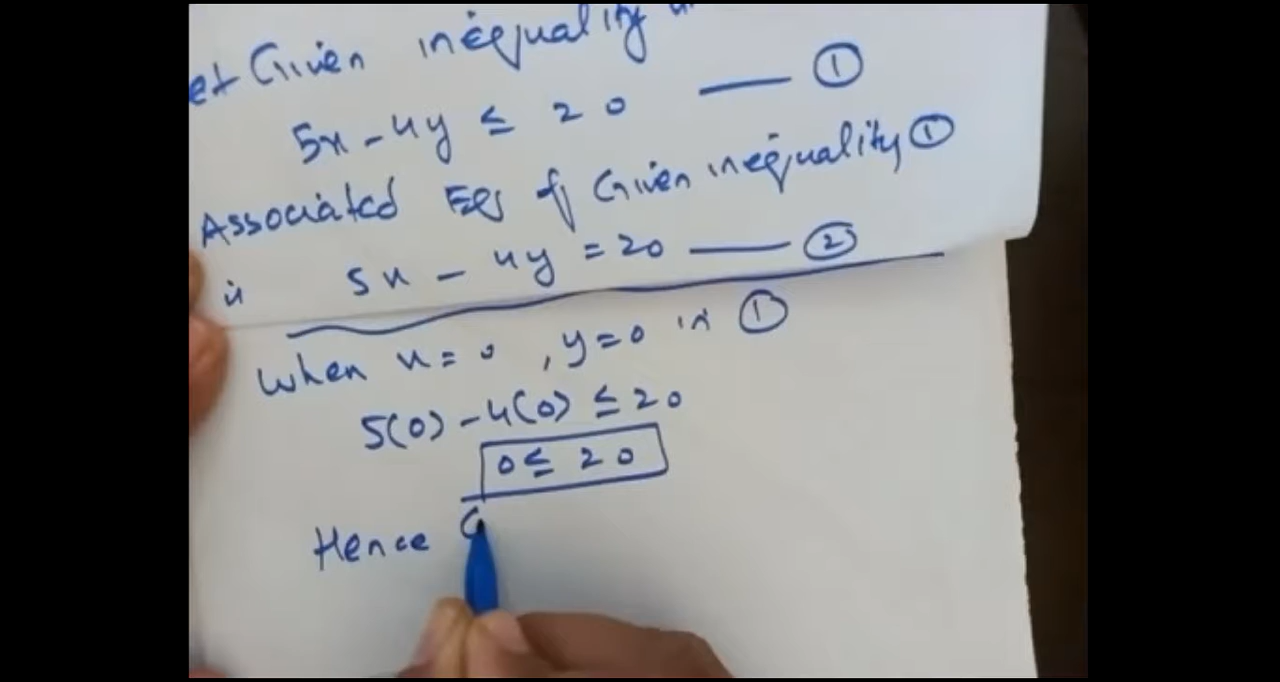 et Given inequality
5x - 4y ≤ 20 —— ①
Associated Eq of Given inequality ①
is 5x - 4y = 20 —— ②
When x = 0 , y = 0 in ①
5(0) - 4(0) ≤ 20
0 ≤ 20
Hence